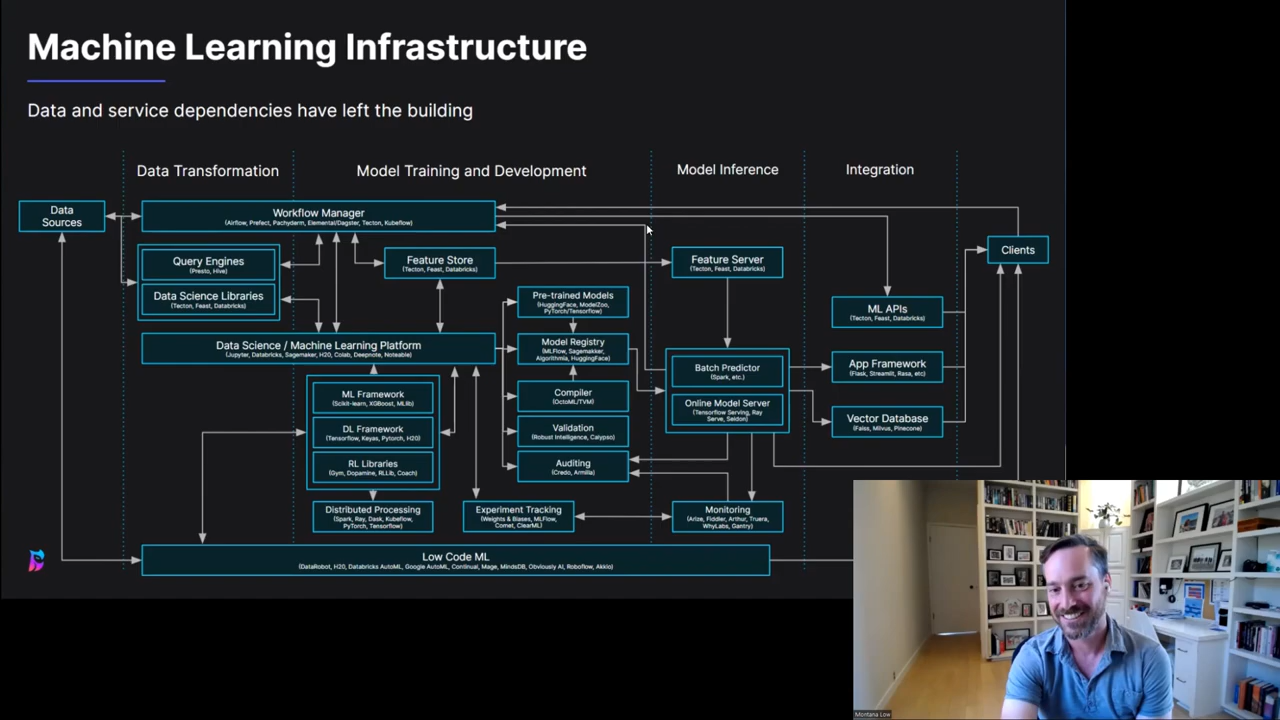 Machine Learning Infrastructure
Data and service dependencies have left the building
Data Transformation
Model Training and Development
Model Inference
Integration
Data
Sources
Workflow Manager
(Airflow, Prefect, Pachyderm, Elemental/Dagster, Tecton, Kubeflow)
Clients
Query Engines
(Presto, Hive)
Data Science Libraries
(Tecton, Feast, Databricks)
Feature Store
(Tecton, Feast, Databricks)
Feature Server
(Tecton, Feast, Databricks)
Pre-trained Models
(HuggingFace, ModelZoo,
PyTorch/Tensorflow)
ML APIs
(Tecton, Feast, Databricks)
Data Science / Machine Learning Platform
(Jupyter, Databricks, Sagemaker, H20, Colab, Deepnote, Noteable)
Model Registry
(MLFlow, Sagemakker,
Algorithmia, HuggingFace)
Batch Predictor
(Spark, etc.)
App Framework
(Flask, Streamlit, Rasa, etc)
ML Framework
(Scikit-learn, XGBoost, MLlib)
Compiler
(OctoML/TVM)
Online Model Server
(Tensorflow Serving, Ray
Serve, Seldon)
Vector Database
(Faiss, Milvus, Pinecone)
DL Framework
(Tensorflow, Keyas, Pytorch, H20)
Validation
(Robust Intelligence, Calypso)
RL Libraries
(Gym, Dopamine, RLLib, Coach)
Auditing
(Credo, Armilla)
Distributed Processing
(Spark, Ray, Dask, Kubeflow,
PyTorch, Tensorflow)
Experiment Tracking
(Weights & Biases, MLFlow,
Comet, ClearML)
Monitoring
(Arize, Fiddler, Arthur, Truera,
WhyLabs, Gantry)
Low Code ML
(DataRobot, H20, Databricks AutoML, Google AutoML, Continual, Mage, MindsDB, Obviously AI, Roboflow, Akkio)
Montana Low